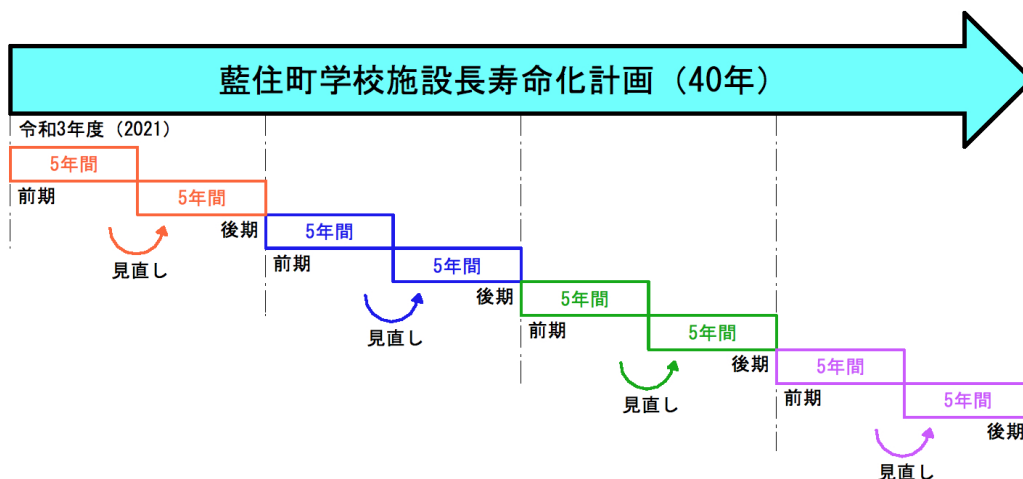 藍住町学校施設長寿命化計画（40年）
令和3年度（2021）
5年間
前期
5年間
後期
見直し
5年間
前期
5年間
後期
見直し
5年間
前期
5年間
後期
見直し
5年間
前期
5年間
後期
見直し